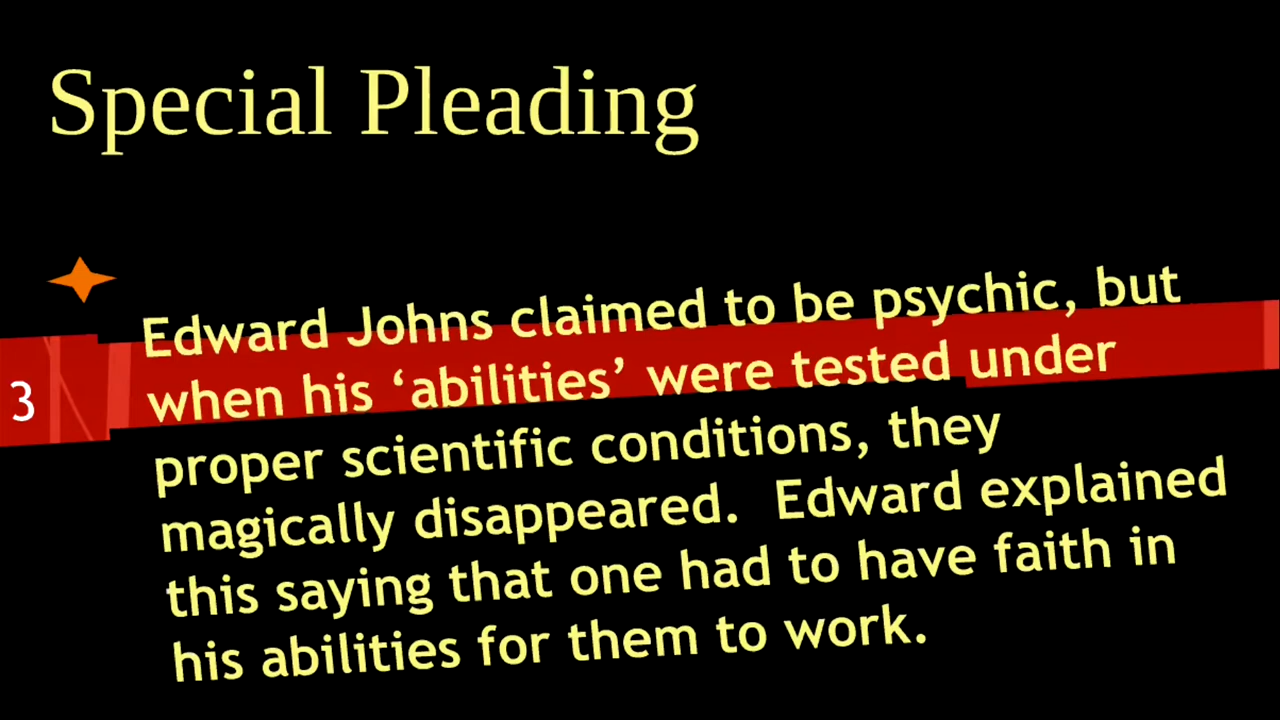 Special Pleading
Edward Johns claimed to be psychic, but
when his ‘abilities’ were tested under
3
proper scientific conditions, they
magically disappeared.  Edward explained
this saying that one had to have faith in
his abilities for them to work.